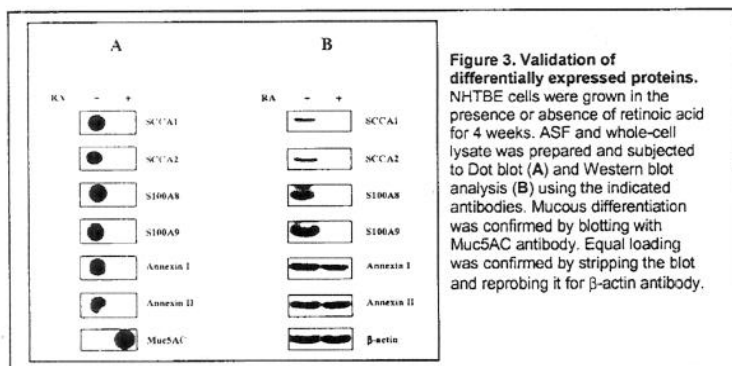 A B
RA - + RA - +
SCCA1 SCCA1
SCCA2 SCCA2
S100A8 S100A8
S100A9 S100A9
Annexin I Annexin I
Annexin II Annexin II
Muc5AC β-actin
Figure 3. Validation of
differentially expressed proteins.
NHTBE cells were grown in the
presence or absence of retinoic acid
for 4 weeks. ASF and whole-cell
lysate was prepared and subjected
to Dot blot (A) and Western blot
analysis (B) using the indicated
antibodies. Mucous differentiation
was confirmed by blotting with
Muc5AC antibody. Equal loading
was confirmed by stripping the blot
and reprobing it for β-actin antibody.